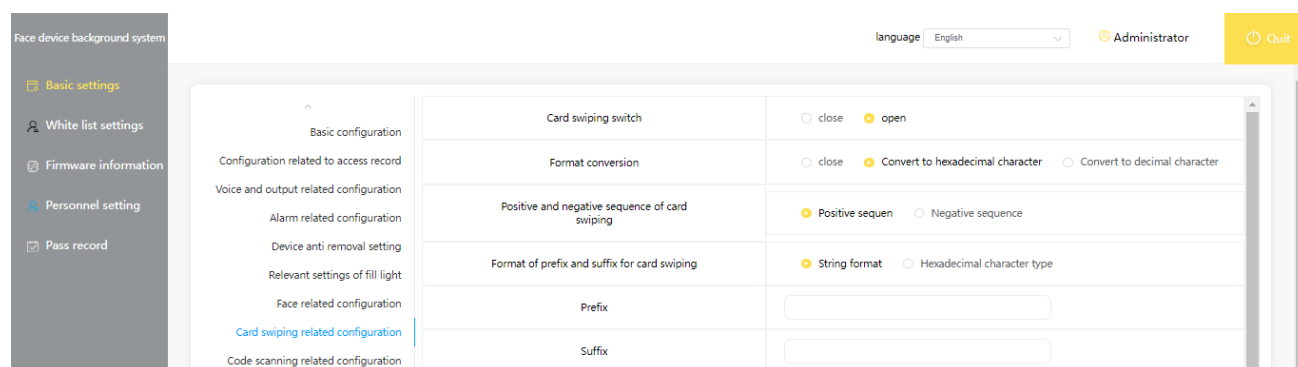 Face device background system
language English
Administrator
Quit
Basic settings
White list settings
Firmware information
Personnel setting
Pass record
Basic configuration
Configuration related to access record
Voice and output related configuration
Alarm related configuration
Device anti removal setting
Relevant settings of fill light
Face related configuration
Card swiping related configuration
Code scanning related configuration
Card swiping switch
close open
Format conversion
close Convert to hexadecimal character Convert to decimal character
Positive and negative sequence of card
swiping
Positive sequen Negative sequence
Format of prefix and suffix for card swiping
String format Hexadecimal character type
Prefix
Suffix